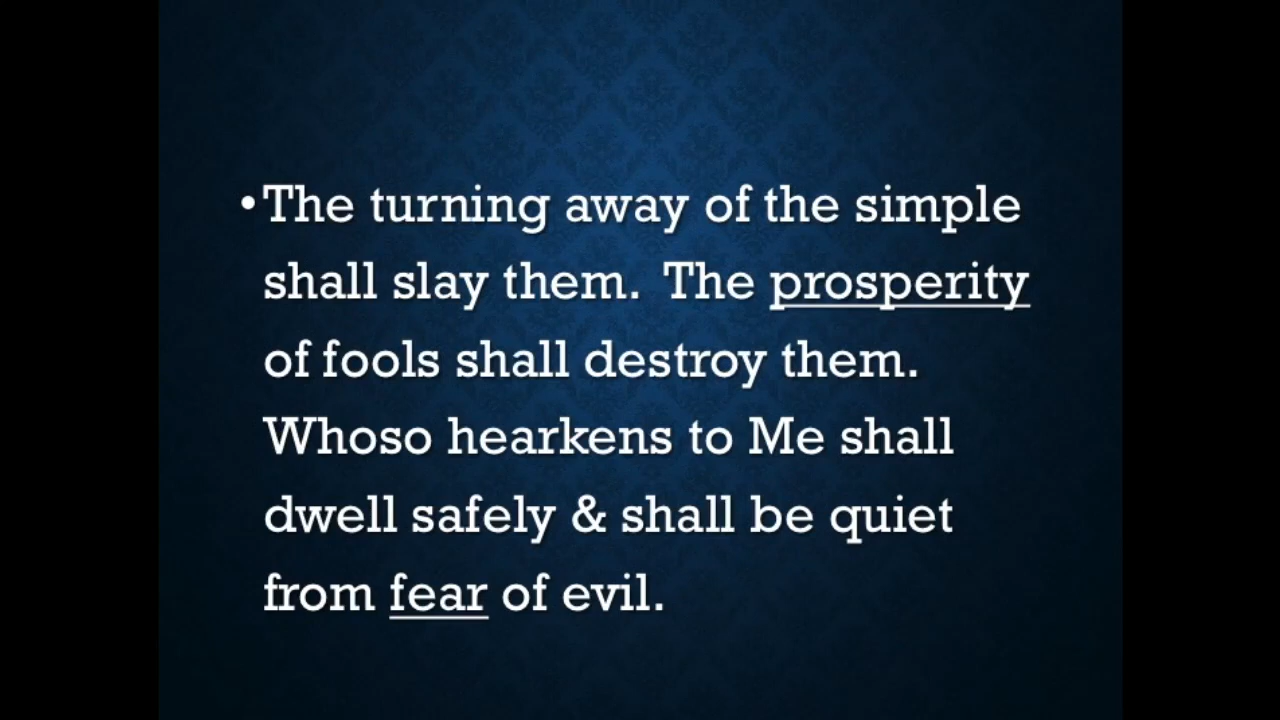 •The turning away of the simple
shall slay them.  The prosperity
of fools shall destroy them.
Whoso hearkens to Me shall
dwell safely & shall be quiet
from fear of evil.